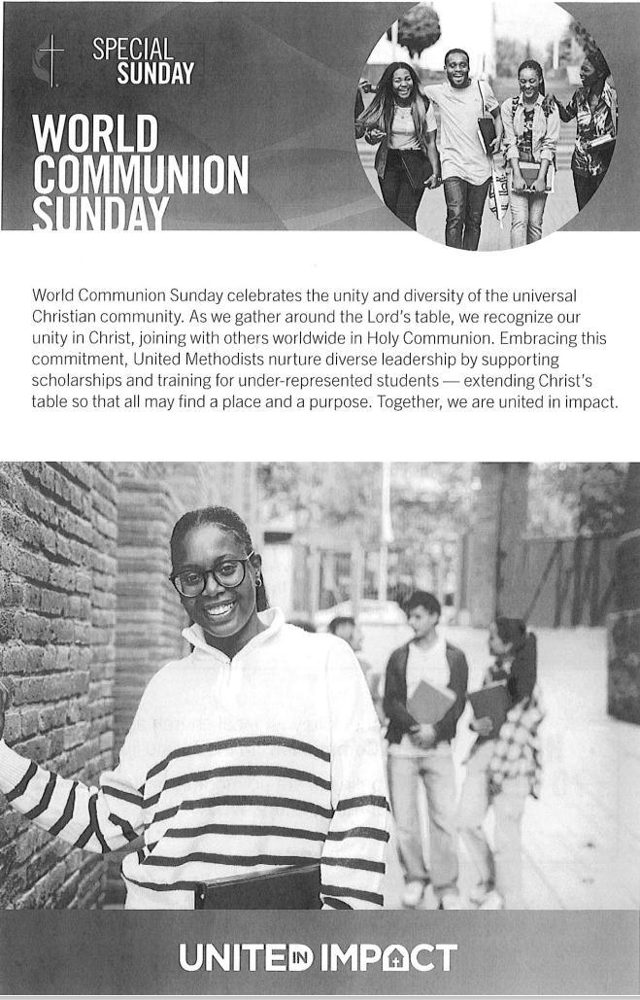 SPECIAL
SUNDAY
WORLD
COMMUNION
SUNDAY
World Communion Sunday celebrates the unity and diversity of the universal
Christian community. As we gather around the Lord's table, we recognize our
unity in Christ, joining with others worldwide in Holy Communion. Embracing this
commitment, United Methodists nurture diverse leadership by supporting
scholarships and training for under-represented students — extending Christ's
table so that all may find a place and a purpose. Together, we are united in impact.
UNITED IN IMPACT